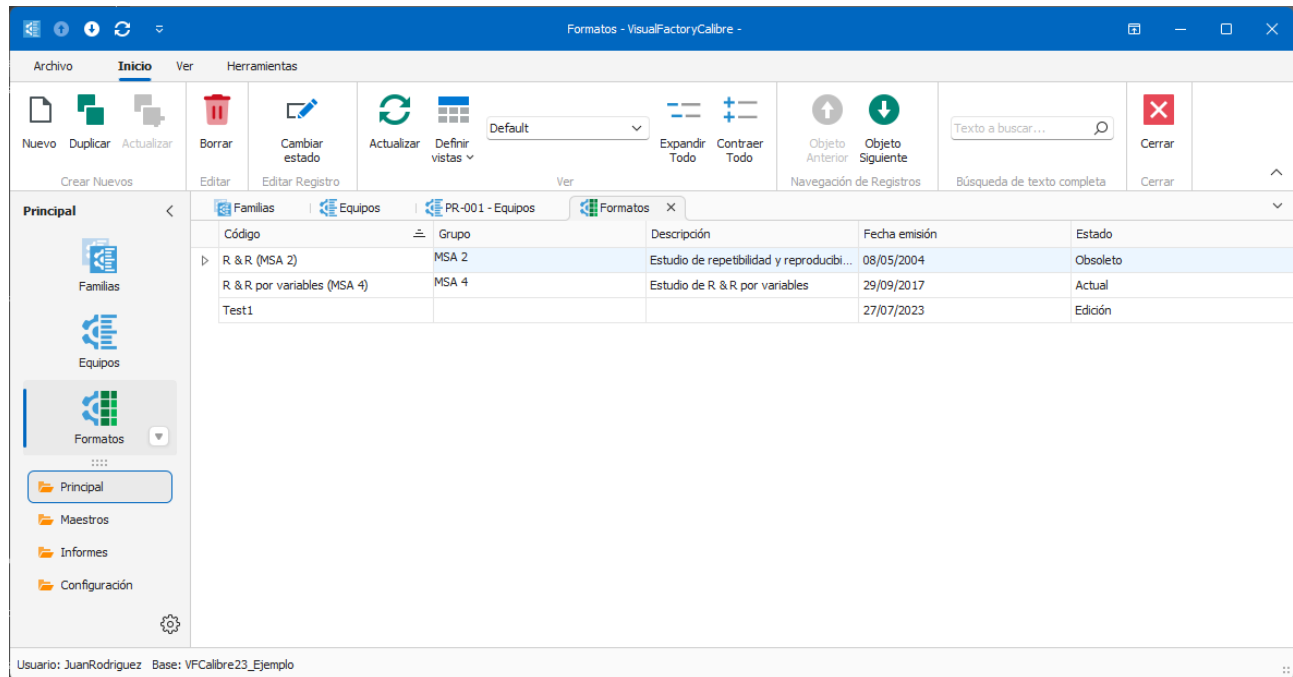 Formatos - VisualFactoryCalibre -
Archivo Inicio Ver Herramientas
Nuevo Duplicar Actualizar Borrar Cambiar estado Actualizar Definir vistas Default Expandir Todo Contraer Todo Objeto Anterior Objeto Siguiente Texto a buscar... Cerrar
Crear Nuevos Editar Editar Registro Ver Navegación de Registros Búsqueda de texto completa Cerrar
Principal
Familias
Equipos
Formatos
Principal
Maestros
Informes
Configuración
Familias Equipos PR-001 - Equipos Formatos
Código Grupo Descripción Fecha emisión Estado
R & R (MSA 2) MSA 2 Estudio de repetibilidad y reproducibi... 08/05/2004 Obsoleto
R & R por variables (MSA 4) MSA 4 Estudio de R & R por variables 29/09/2017 Actual
Test1 27/07/2023 Edición
Usuario: JuanRodriguez Base: VFCalibre23_Ejemplo